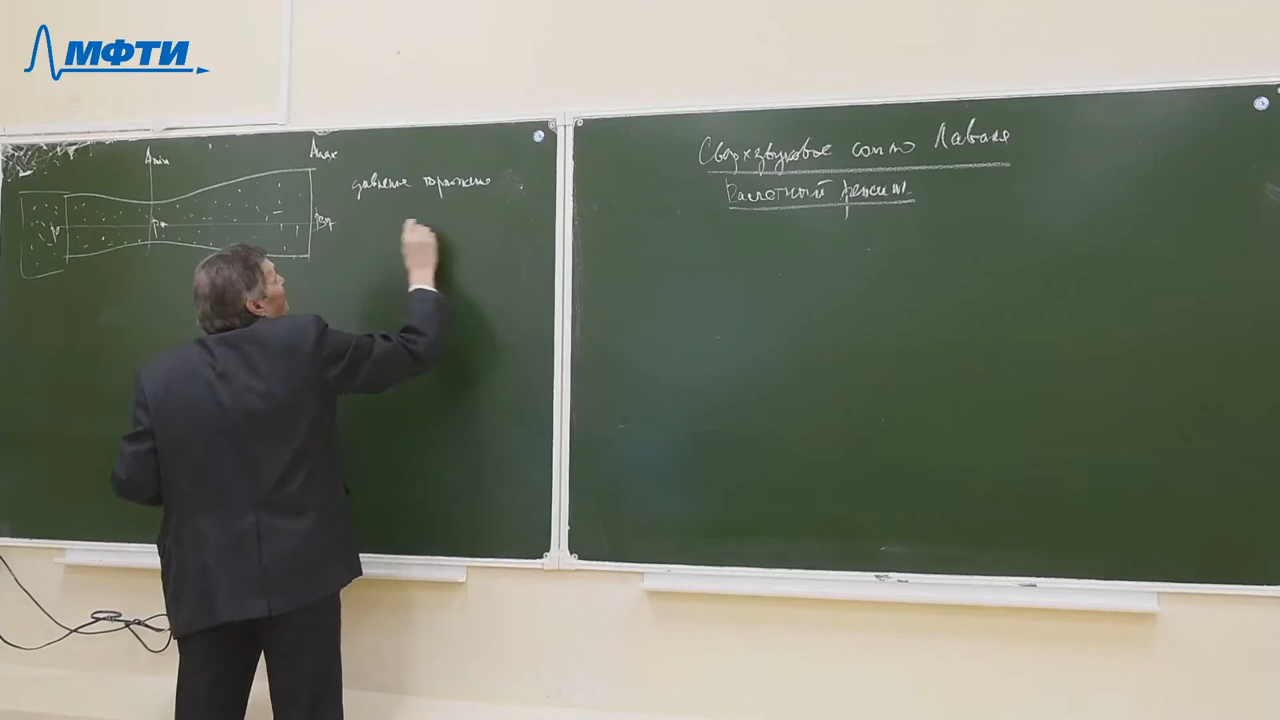 МФТИ
Amin
Amax
давление торможения
Сверхзвуковое сопло Лаваля
Расчетный режим.